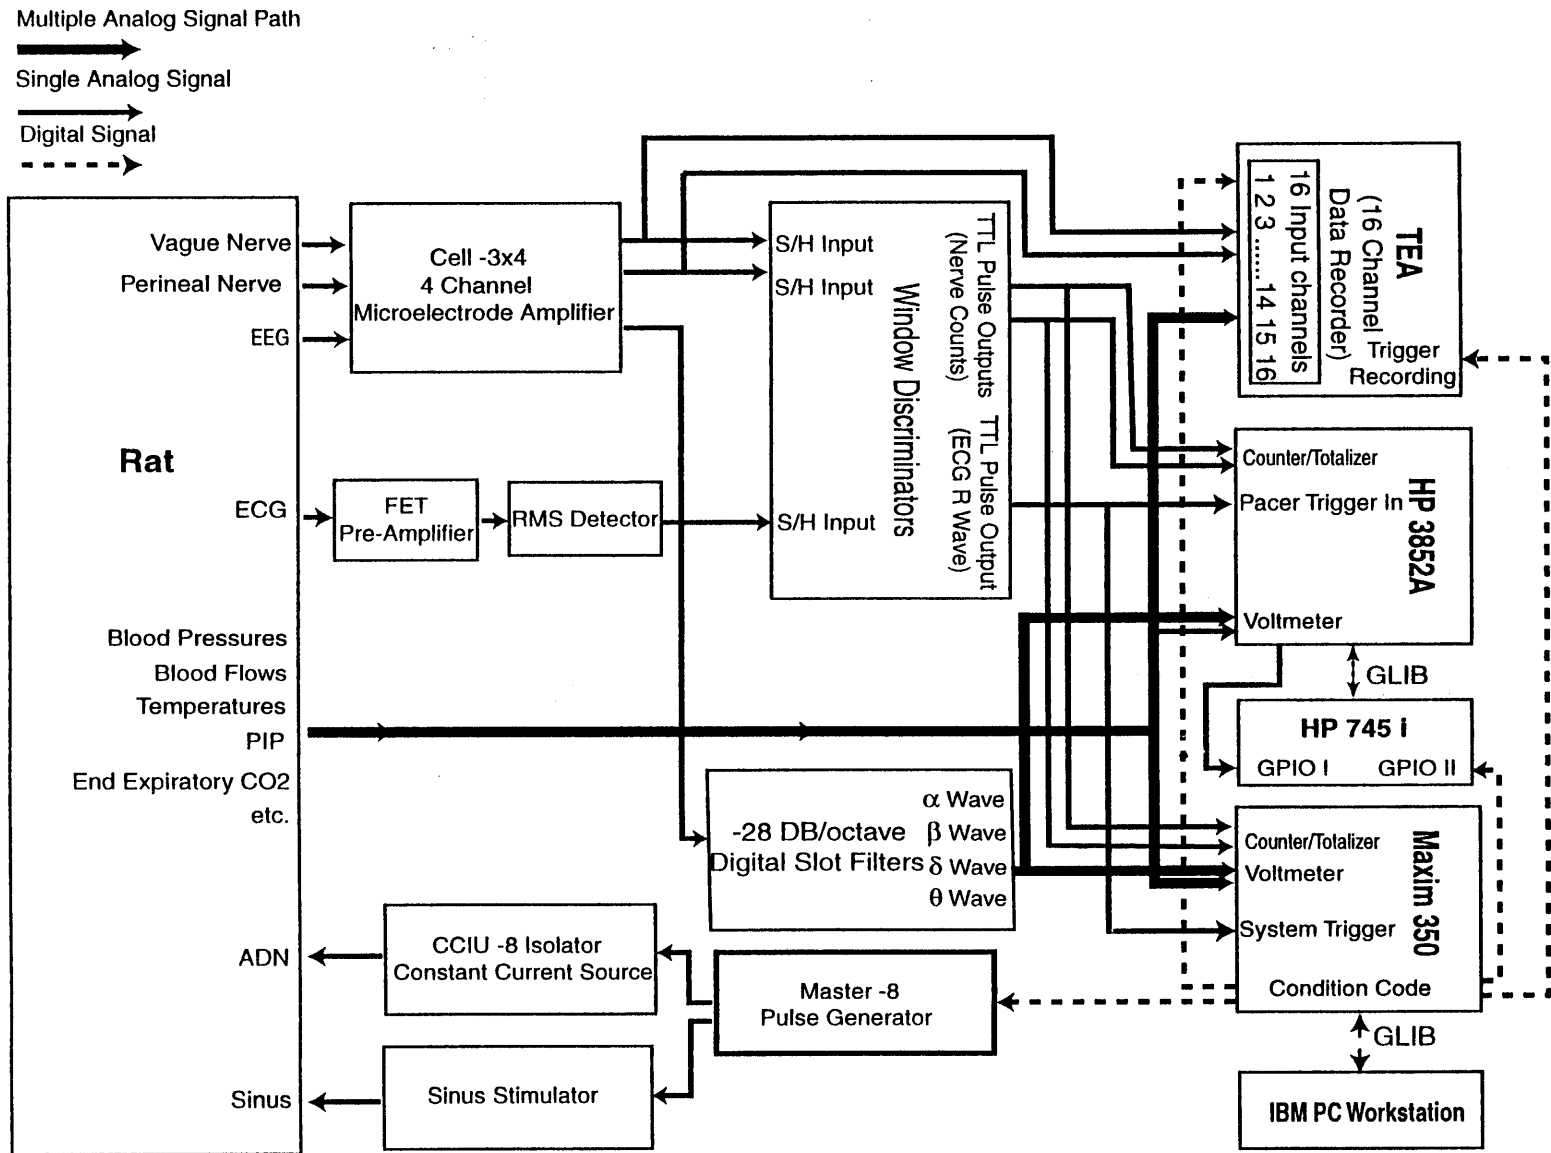 Multiple Analog Signal Path
Single Analog Signal
Digital Signal
Rat
Vague Nerve
Perineal Nerve
EEG
ECG
Blood Pressures
Blood Flows
Temperatures
PIP
End Expiratory CO2
etc.
ADN
Sinus
Cell -3x4
4 Channel
Microelectrode Amplifier
FET
Pre-Amplifier
RMS Detector
S/H Input
S/H Input
S/H Input
Window Discriminators
TTL Pulse Outputs
(Nerve Counts)
TTL Pulse Output
(ECG R Wave)
-28 DB/octave
Digital Slot Filters
α Wave
β Wave
δ Wave
θ Wave
CCIU -8 Isolator
Constant Current Source
Master -8
Pulse Generator
Sinus Stimulator
TEA
(16 Channel
Data Recorder)
16 Input channels
1 2 3 ...... 14 15 16
Trigger
Recording
HP 3852A
Counter/Totalizer
Pacer Trigger In
Voltmeter
GLIB
HP 745 i
GPIO I GPIO II
Maxim 350
Counter/Totalizer
Voltmeter
System Trigger
Condition Code
GLIB
IBM PC Workstation